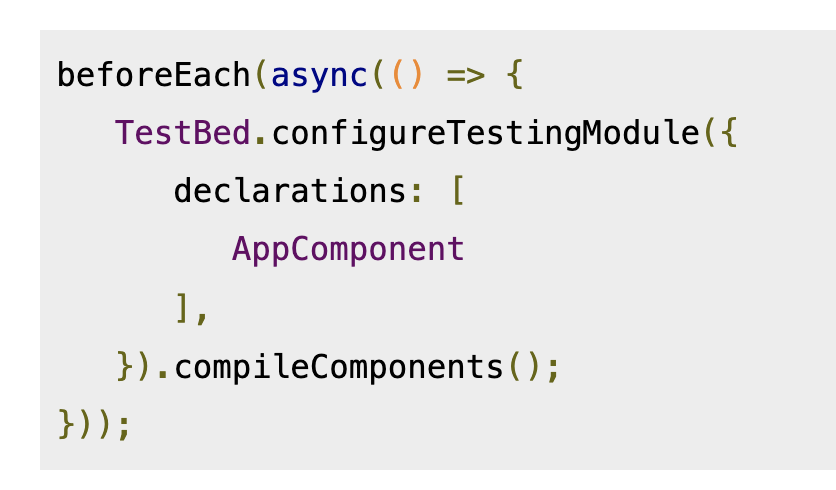 beforeEach(async(() => {
   TestBed.configureTestingModule({
      declarations: [
         AppComponent
      ],
   }).compileComponents();
}));